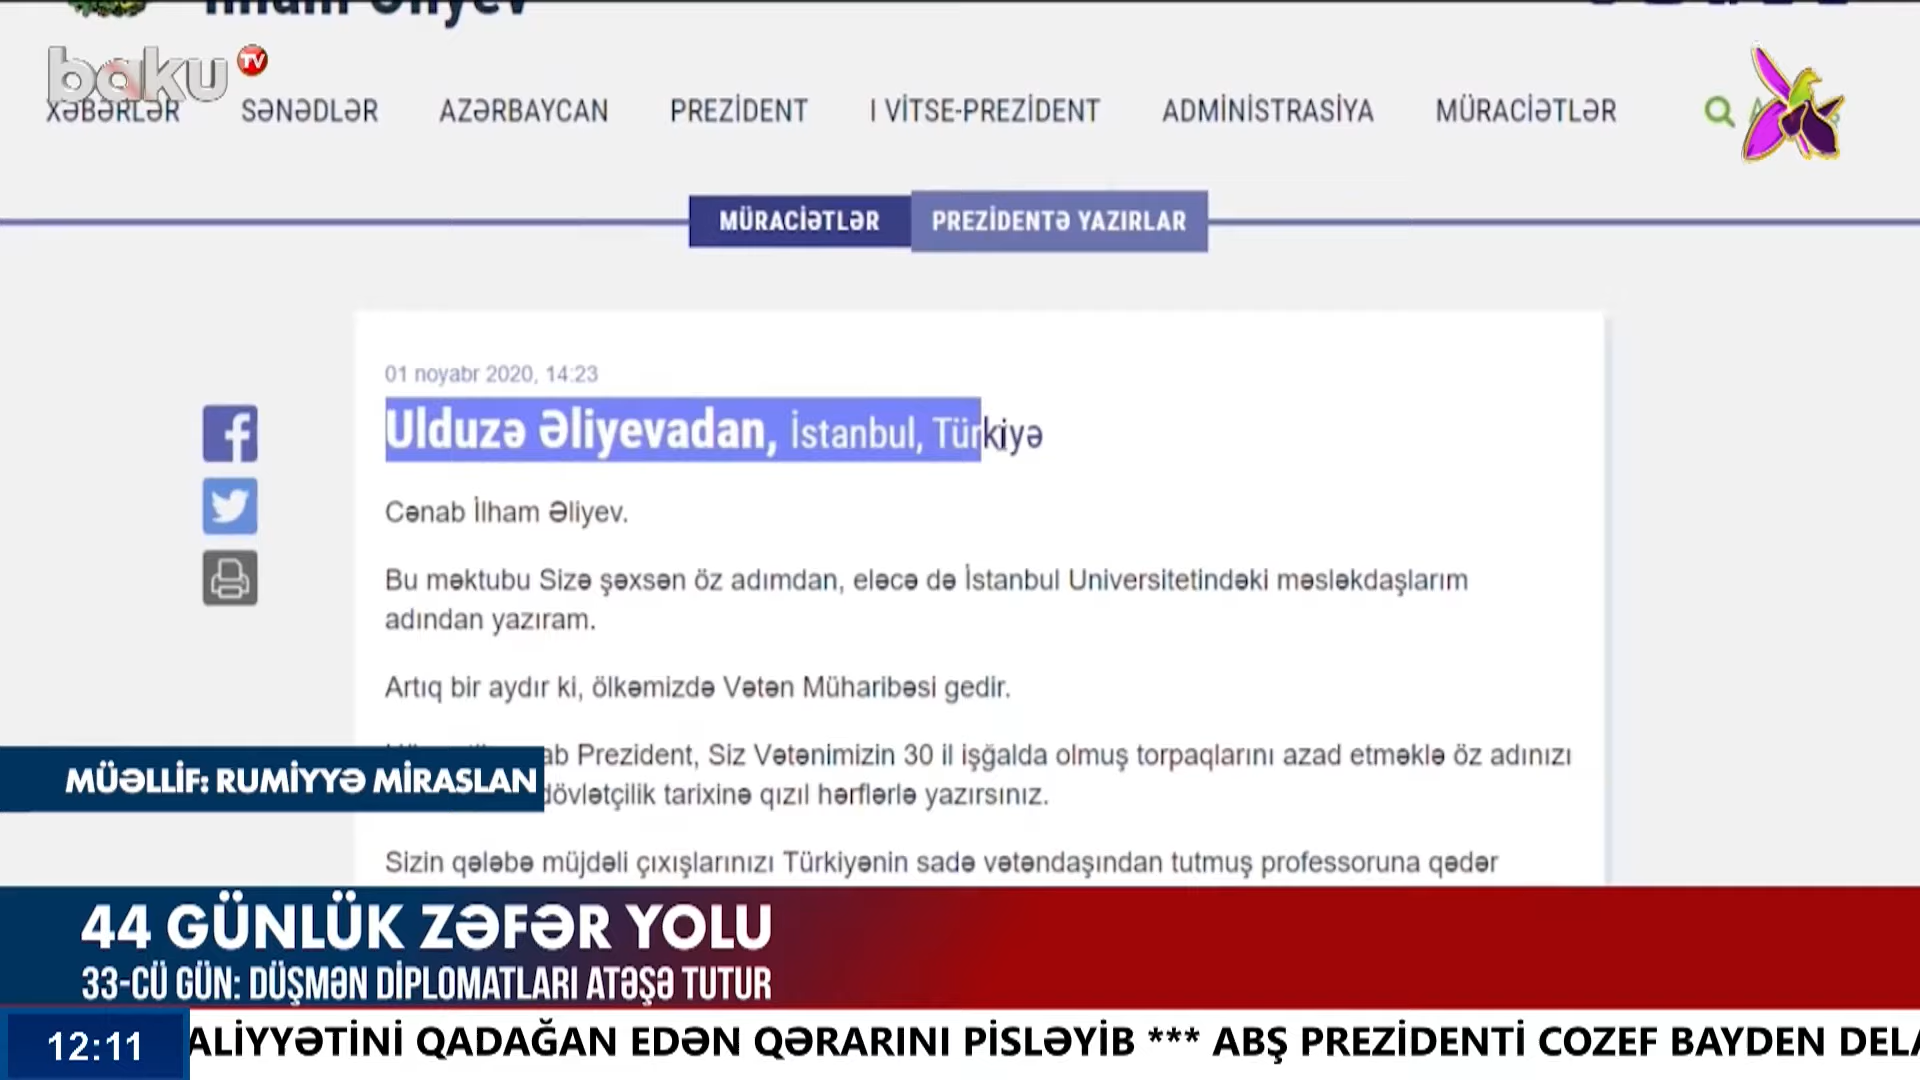 İlham Əliyev
baku TV
XƏBƏRLƏR SƏNƏDLƏR AZƏRBAYCAN PREZİDENT I VİTSE-PREZİDENT ADMİNİSTRASİYA MÜRACİƏTLƏR
MÜRACİƏTLƏR PREZİDENTƏ YAZIRLAR
01 noyabr 2020, 14:23
Ulduzə Əliyevadan, İstanbul, Türkiyə
Cənab İlham Əliyev.
Bu məktubu Sizə şəxsən öz adımdan, eləcə də İstanbul Universitetindəki məsləkdaşlarım
adından yazıram.
Artıq bir aydır ki, ölkəmizdə Vətən Müharibəsi gedir.
ab Prezident, Siz Vətənimizin 30 il işğalda olmuş torpaqlarını azad etməklə öz adınızı
dövlətçilik tarixinə qızıl hərflərlə yazırsınız.
Sizin qələbə müjdəli çıxışlarınızı Türkiyənin sadə vətəndaşından tutmuş professoruna qədər
MÜƏLLİF: RUMİYYƏ MİRASLAN
44 GÜNLÜK ZƏFƏR YOLU
33-CÜ GÜN: DÜŞMƏN DİPLOMATLARI ATƏŞƏ TUTUR
12:11 ALİYYƏTİNİ QADAĞAN EDƏN QƏRARINI PİSLƏYİB *** ABŞ PREZİDENTİ COZEF BAYDEN DELA